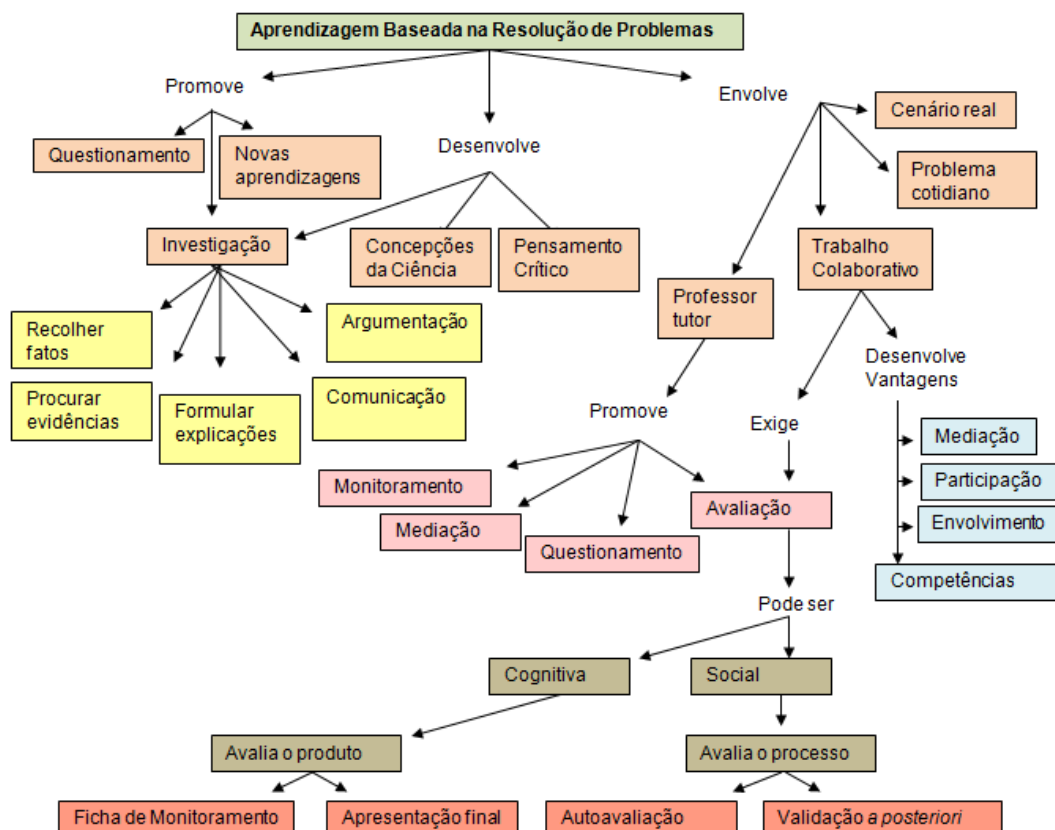 Aprendizagem Baseada na Resolução de Problemas
Promove
Envolve
Cenário real
Questionamento
Novas
aprendizagens
Desenvolve
Problema
cotidiano
Investigação
Concepções
da Ciência
Pensamento
Crítico
Trabalho
Colaborativo
Professor
tutor
Recolher
fatos
Argumentação
Procurar
evidências
Formular
explicações
Comunicação
Desenvolve
Vantagens
Promove
Exige
Mediação
Participação
Envolvimento
Competências
Monitoramento
Mediação
Questionamento
Avaliação
Pode ser
Cognitiva
Social
Avalia o produto
Avalia o processo
Ficha de Monitoramento
Apresentação final
Autoavaliação
Validação a posteriori